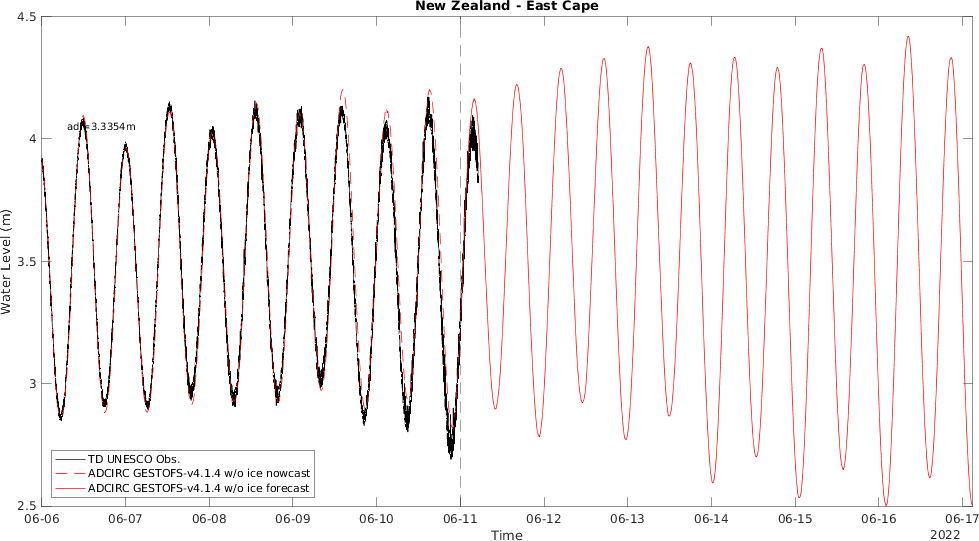 New Zealand - East Cape
4.5
4
3.5
3
2.5
Water Level (m)
adj=3.3354m
TD UNESCO Obs.
ADCIRC GESTOFS-v4.1.4 w/o ice nowcast
ADCIRC GESTOFS-v4.1.4 w/o ice forecast
06-06 06-07 06-08 06-09 06-10 06-11 06-12 06-13 06-14 06-15 06-16 06-17
Time
2022